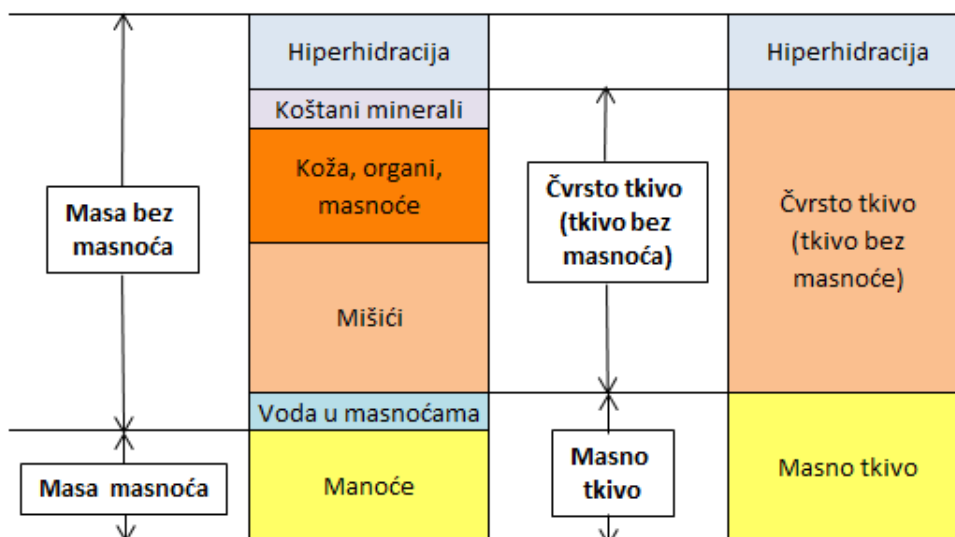 Hiperhidracija
Hiperhidracija
Koštani minerali
Koža, organi,
masnoće
Masa bez
masnoća
Čvrsto tkivo
(tkivo bez
masnoća)
Čvrsto tkivo
(tkivo bez
masnoće)
Mišići
Voda u masnoćama
Masa masnoća
Manoće
Masno
tkivo
Masno tkivo